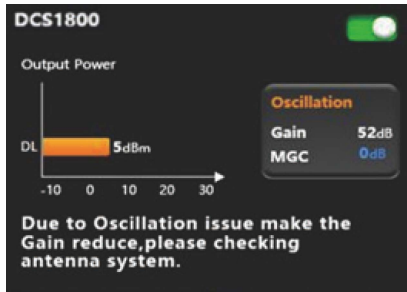 DCS1800
Output Power
Oscillation
Gain 52dB
MGC 0dB
DL 5dBm
-10 0 10 20 30
Due to Oscillation issue make the
Gain reduce,please checking
antenna system.